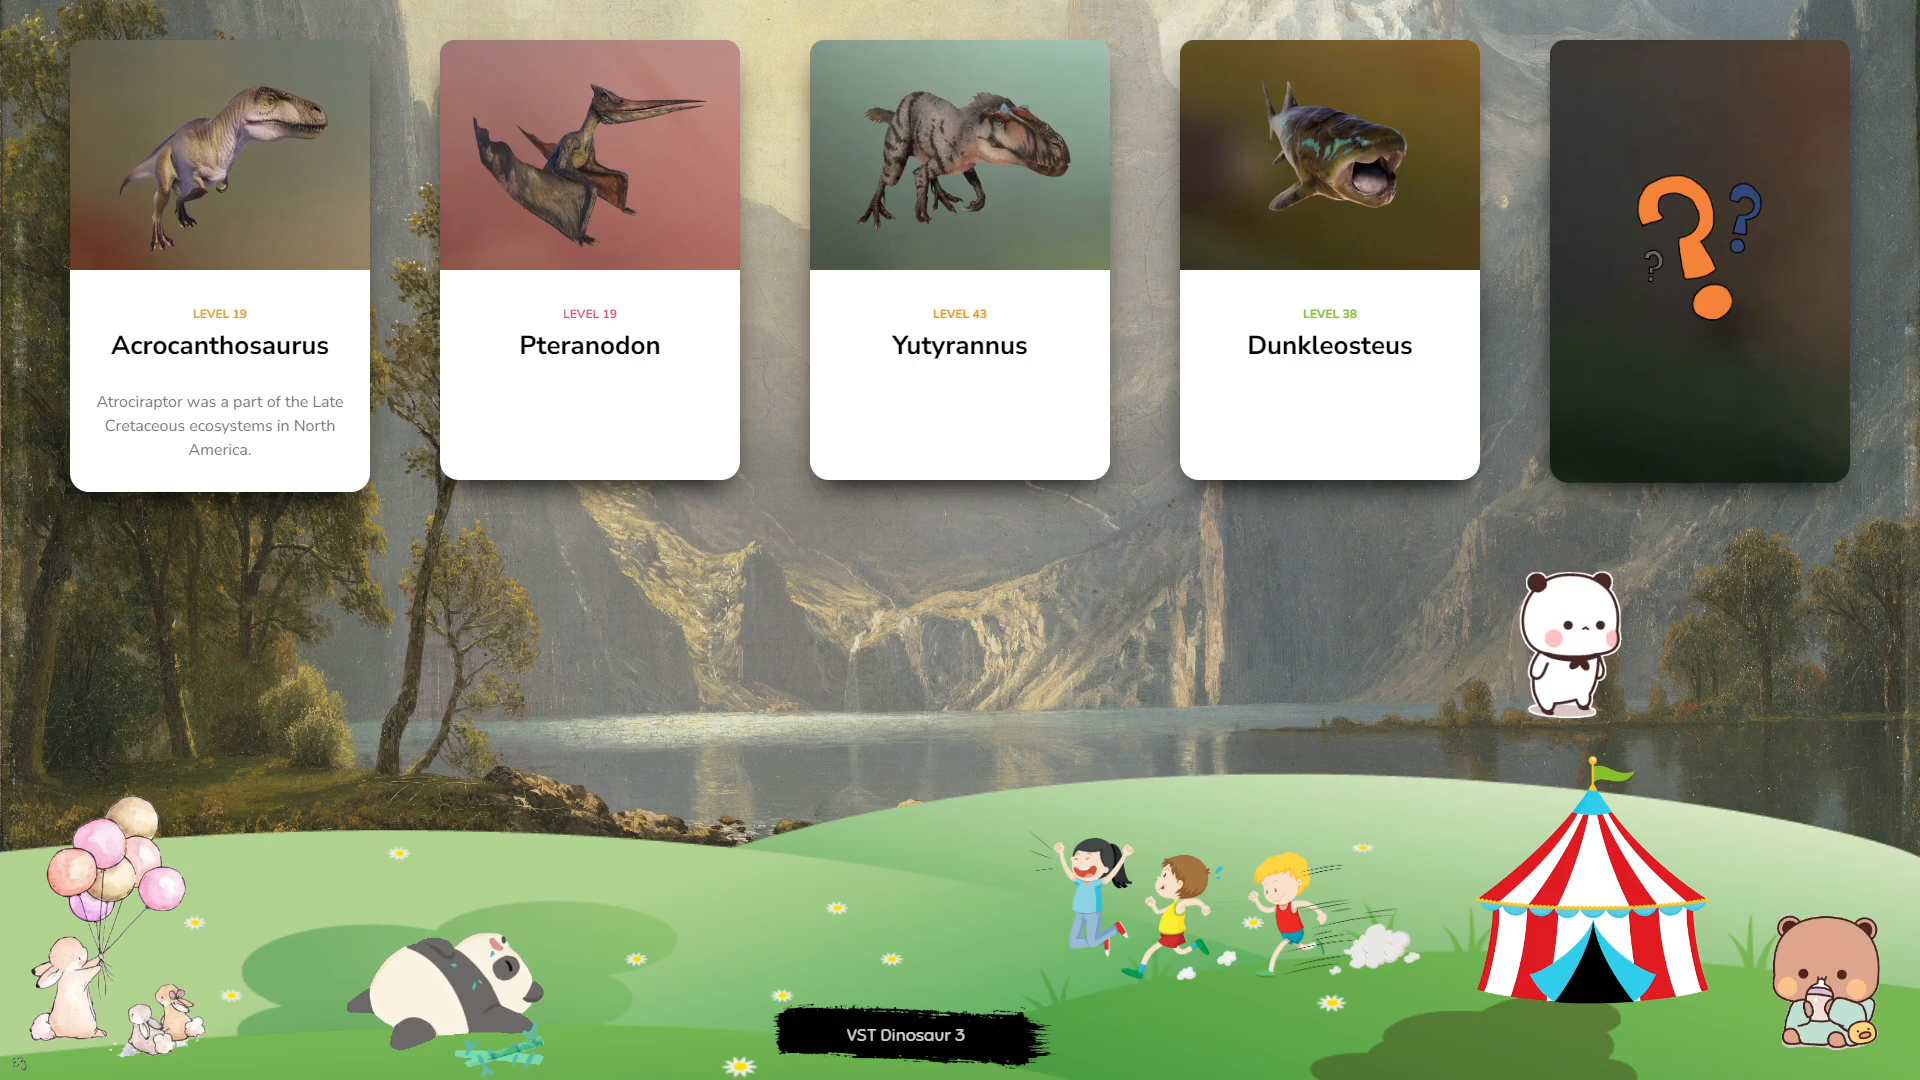 LEVEL 19
Acrocanthosaurus
Atrociraptor was a part of the Late
Cretaceous ecosystems in North
America.
LEVEL 19
Pteranodon
LEVEL 43
Yutyrannus
LEVEL 38
Dunkleosteus
???
VST Dinosaur 3